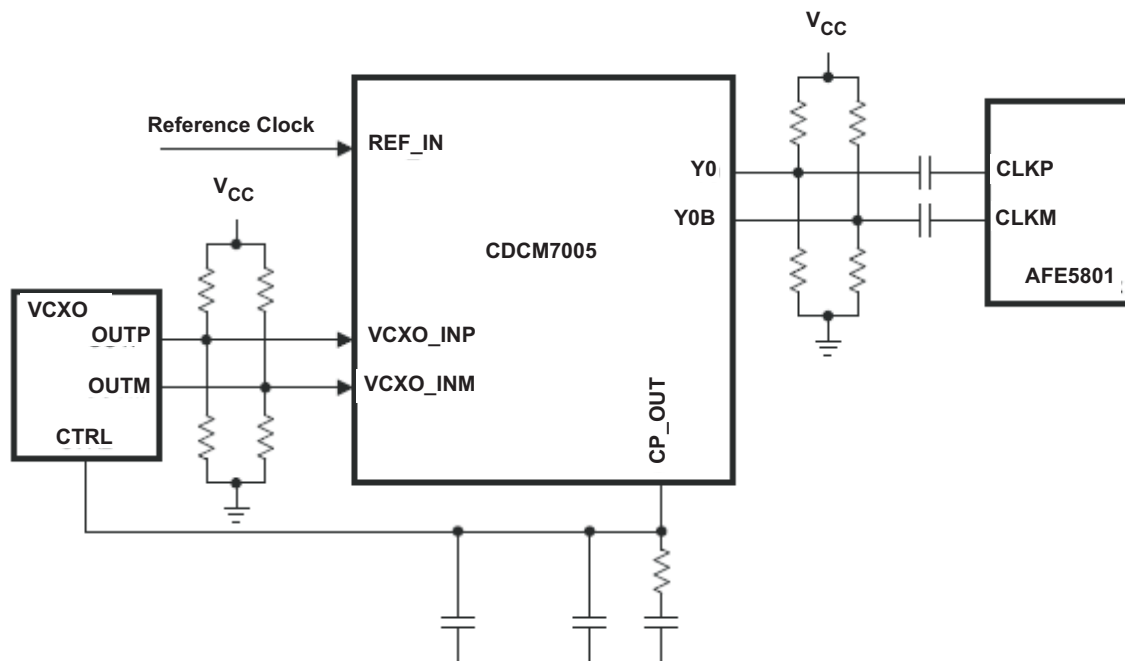 VCC
Reference Clock
REF_IN
VCC
Y0
CLKP
Y0B
CLKM
CDCM7005
AFE5801
VCXO
OUTP
VCXO_INP
OUTM
VCXO_INM
CTRL
CP_OUT